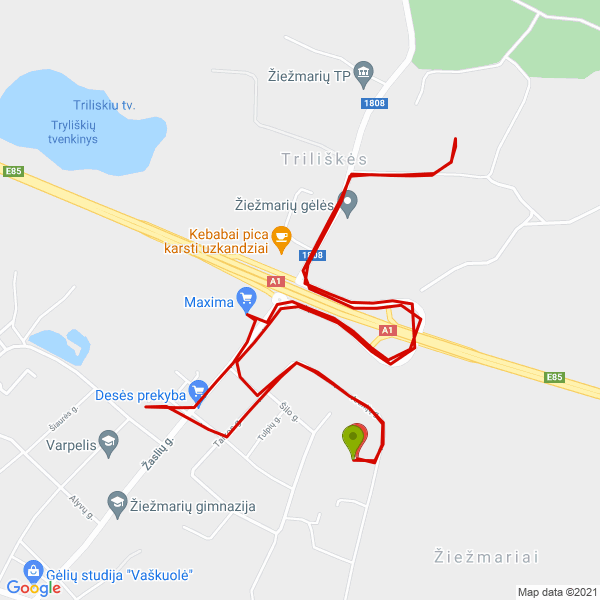 Žiežmarių TP
1808
Triliskiu tv.
Tryliškių
tvenkinys
Triliškės
E85
Žiežmarių gėlės
Kebabai pica
karsti uzkandziai
1808
A1
Maxima
A1
E85
Desės prekyba
Šiaurės g.
Šilo g.
Tulpių g.
Varpelis
Žaslių g.
Alyvų g.
Žiežmarių gimnazija
Žiežmariai
Gėlių studija "Vaškuolė"
Google
Map data ©2021